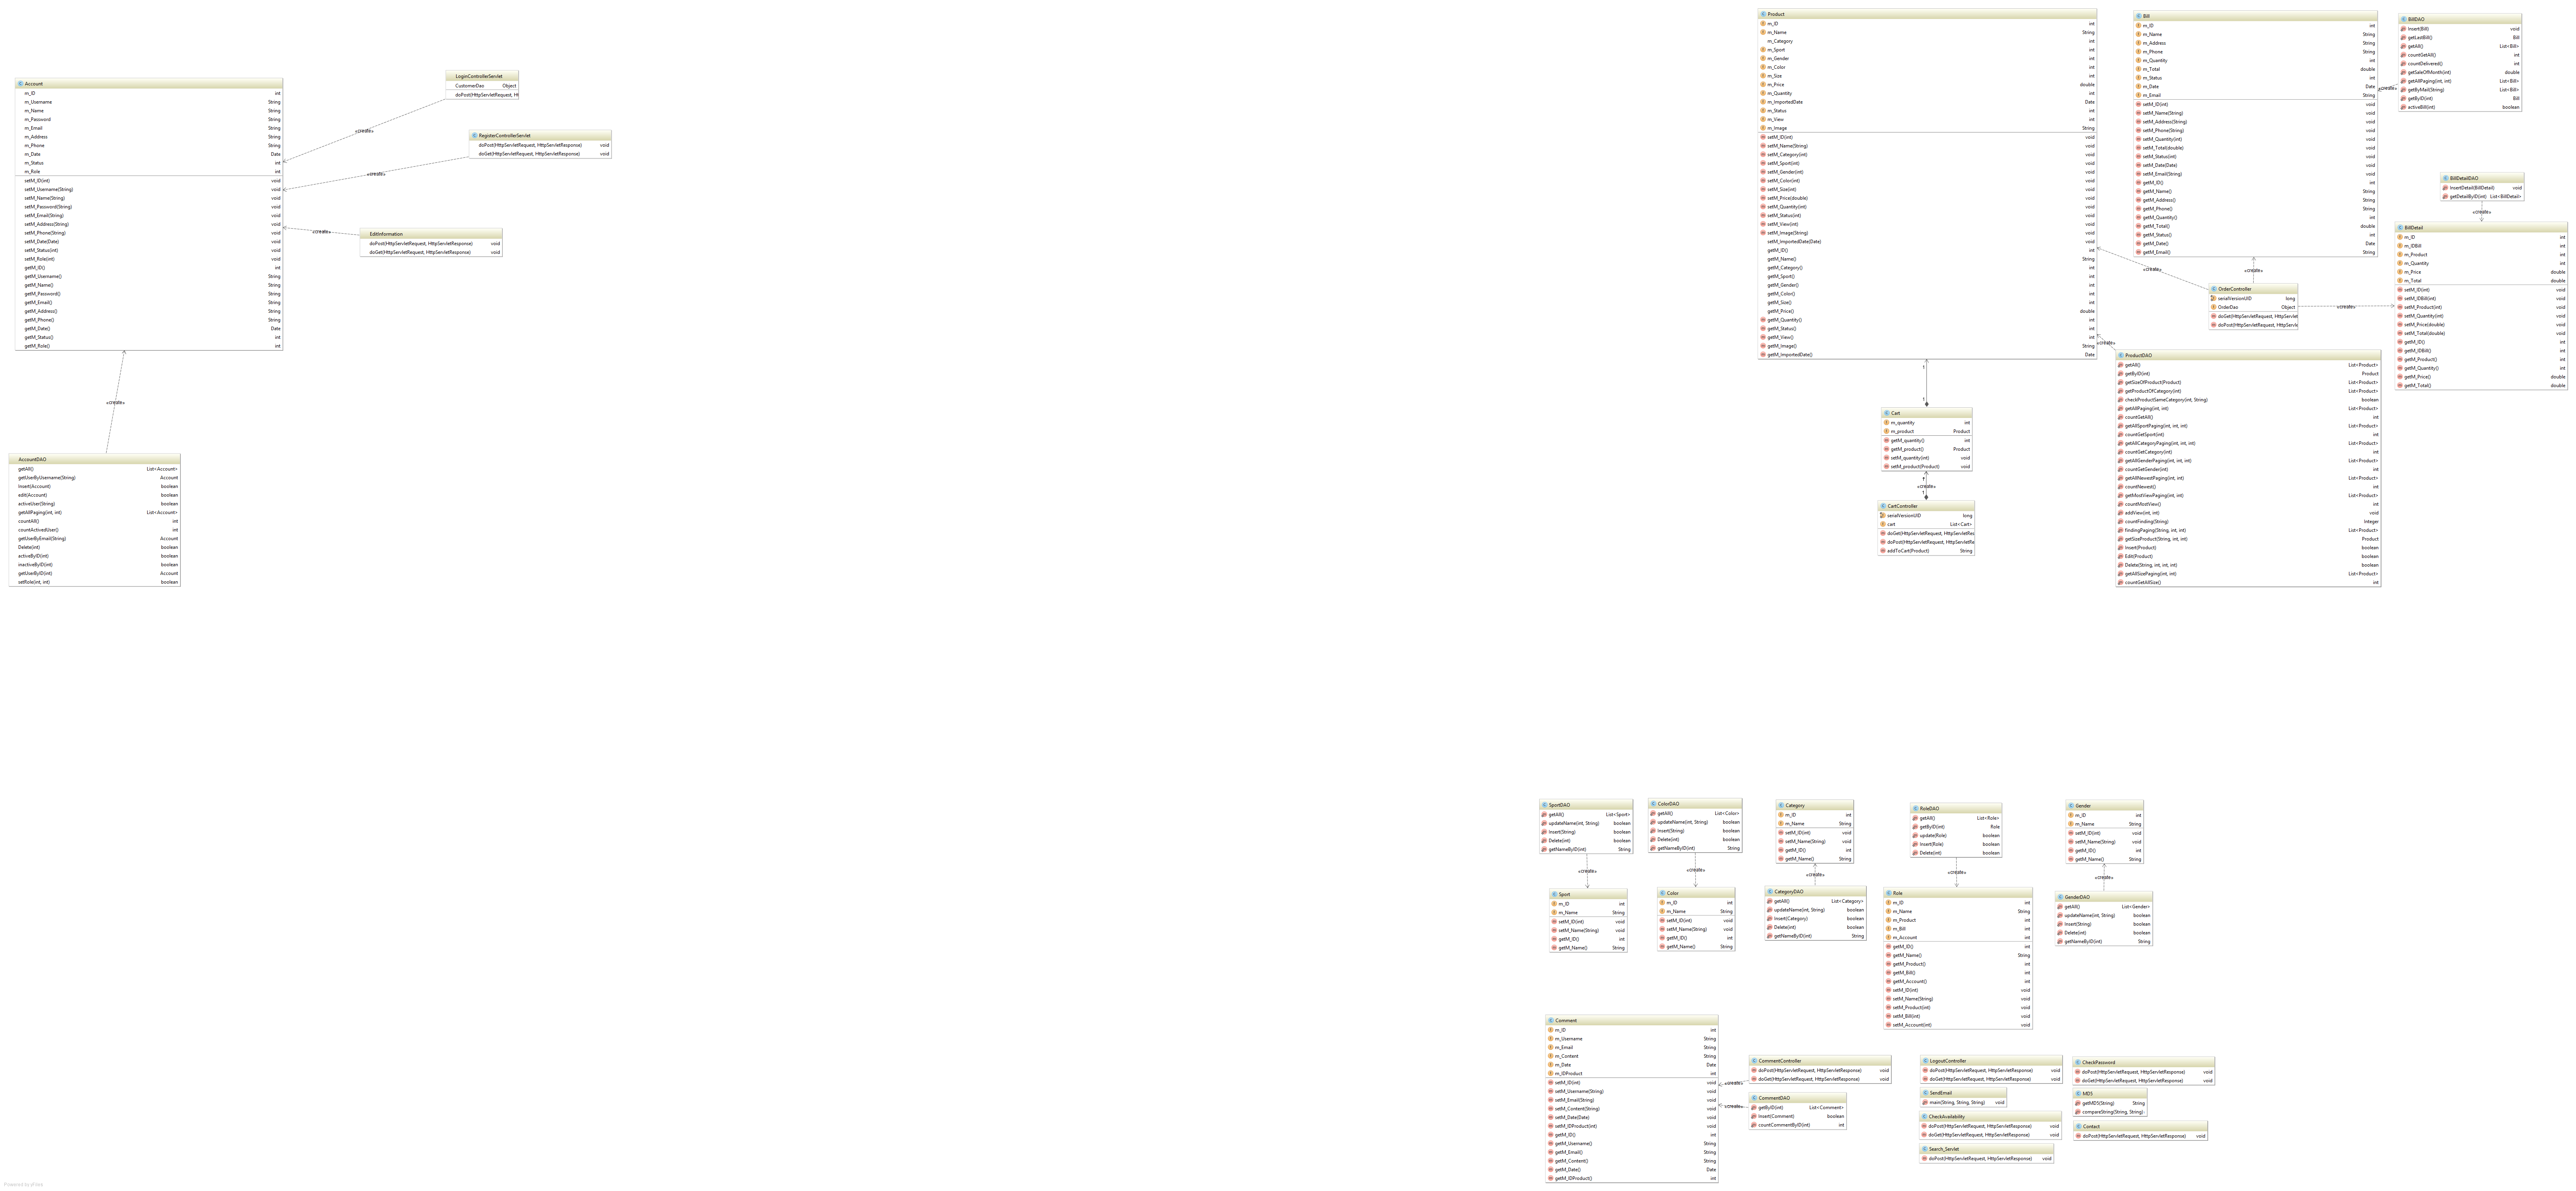 Account
m_ID int
m_Username String
m_Name String
m_Password String
m_Email String
m_Address String
m_Phone String
m_Date Date
m_Status int
m_Role int
setM_ID(int) void
setM_Username(String) void
setM_Name(String) void
setM_Password(String) void
setM_Email(String) void
setM_Address(String) void
setM_Phone(String) void
setM_Date(Date) void
setM_Status(int) void
setM_Role(int) void
getM_ID() int
getM_Username() String
getM_Name() String
getM_Password() String
getM_Email() String
getM_Address() String
getM_Phone() String
getM_Date() Date
getM_Status() int
getM_Role() int
LoginControllerServlet
CustomerDao Object
doPost(HttpServletRequest, H
«create»
RegisterControllerServlet
doPost(HttpServletRequest, HttpServletResponse) void
doGet(HttpServletRequest, HttpServletResponse) void
«create»
EditInformation
doPost(HttpServletRequest, HttpServletResponse) void
doGet(HttpServletRequest, HttpServletResponse) void
«create»
«create»
AccountDAO
getAll() List<Account>
getUserByUsername(String) Account
Insert(Account) boolean
edit(Account) boolean
activeUser(String) boolean
getAllPaging(int, int) List<Account>
countAll() int
countActivedUser() int
getUserByEmail(String) Account
Delete(int) boolean
activeByID(int) boolean
inactiveByID(int) boolean
getUserByID(int) Account
setRole(int, int) boolean
Product
m_ID int
m_Name String
m_Category int
m_Sport int
m_Gender int
m_Color int
m_Size int
m_Price double
m_Quantity int
m_ImportedDate Date
m_Status int
m_View int
m_Image String
setM_ID(int) void
setM_Name(String) void
setM_Category(int) void
setM_Sport(int) void
setM_Gender(int) void
setM_Color(int) void
setM_Size(int) void
setM_Price(double) void
setM_Quantity(int) void
setM_Status(int) void
setM_View(int) void
setM_Image(String) void
setM_ImportedDate(Date) void
getM_ID() int
getM_Name() String
getM_Category() int
getM_Sport() int
getM_Gender() int
getM_Color() int
getM_Size() int
getM_Price() double
getM_Quantity() int
getM_Status() int
getM_View() int
getM_Image() String
getM_ImportedDate() Date
Bill
m_ID int
m_Name String
m_Address String
m_Phone String
m_Quantity int
m_Total double
m_Status int
m_Date Date
m_Email String
setM_ID(int) void
setM_Name(String) void
setM_Address(String) void
setM_Phone(String) void
setM_Quantity(int) void
setM_Total(double) void
setM_Status(int) void
setM_Date(Date) void
setM_Email(String) void
getM_ID() int
getM_Name() String
getM_Address() String
getM_Phone() String
getM_Quantity() int
getM_Total() double
getM_Status() int
getM_Date() Date
getM_Email() String
BillDAO
Insert(Bill) void
getLastBill() Bill
getAll() List<Bill>
countGetAll() int
countDelivered() int
getSaleOfMonth(int) double
getAllPaging(int, int) List<Bill>
getByMail(String) List<Bill>
getByID(int) Bill
activeBill(int) boolean
«create»
BillDetailDAO
InsertDetail(BillDetail) void
getDetailByID(int) List<BillDetail>
«create»
BillDetail
m_ID int
m_IDBill int
m_Product int
m_Quantity int
m_Price double
m_Total double
setM_ID(int) void
setM_IDBill(int) void
setM_Product(int) void
setM_Quantity(int) void
setM_Price(double) void
setM_Total(double) void
getM_ID() int
getM_IDBill() int
getM_Product() int
getM_Quantity() int
getM_Price() double
getM_Total() double
«create»
«create»
OrderController
serialVersionUID long
OrderDao Object
doGet(HttpServletRequest, HttpServlet
doPost(HttpServletRequest, HttpServle
«create»
«create»
ProductDAO
getAll() List<Product>
getByID(int) Product
getSizeOfProduct(Product) List<Product>
getProductOfCategory(int) List<Product>
checkProductSameCategory(int, String) boolean
getAllPaging(int, int) List<Product>
countGetAll() int
getAllSportPaging(int, int, int) List<Product>
countGetSport(int) int
getAllCategoryPaging(int, int, int) List<Product>
countGetCategory(int) int
getAllGenderPaging(int, int, int) List<Product>
countGetGender(int) int
getAllNewestPaging(int, int) List<Product>
countNewest() int
getMostViewPaging(int, int) List<Product>
countMostView() int
addView(int, int) void
countFinding(String) Integer
findingPaging(String, int, int) List<Product>
getSizeProduct(String, int, int) Product
Insert(Product) boolean
Edit(Product) boolean
Delete(String, int, int, int) boolean
getAllSizePaging(int, int) List<Product>
countGetAllSize() int
1
1
Cart
m_quantity int
m_product Product
getM_quantity() int
getM_product() Product
setM_quantity(int) void
setM_product(Product) void
*
«create»
1
CartController
serialVersionUID long
cart List<Cart>
doGet(HttpServletRequest, HttpServletRec
doPost(HttpServletRequest, HttpServletRe
addToCart(Product) String
SportDAO
getAll() List<Sport>
updateName(int, String) boolean
Insert(String) boolean
Delete(int) boolean
getNameByID(int) String
«create»
Sport
m_ID int
m_Name String
setM_ID(int) void
setM_Name(String) void
getM_ID() int
getM_Name() String
ColorDAO
getAll() List<Color>
updateName(int, String) boolean
Insert(String) boolean
Delete(int) boolean
getNameByID(int) String
«create»
Color
m_ID int
m_Name String
setM_ID(int) void
setM_Name(String) void
getM_ID() int
getM_Name() String
Category
m_ID int
m_Name String
setM_ID(int) void
setM_Name(String) void
getM_ID() int
getM_Name() String
«create»
CategoryDAO
getAll() List<Category>
updateName(int, String) boolean
Insert(Category) boolean
Delete(int) boolean
getNameByID(int) String
RoleDAO
getAll() List<Role>
getByID(int) Role
update(Role) boolean
Insert(Role) boolean
Delete(int) boolean
«create»
Role
m_ID int
m_Name String
m_Product int
m_Bill int
m_Account int
getM_ID() int
getM_Name() String
getM_Product() int
getM_Bill() int
getM_Account() int
setM_ID(int) void
setM_Name(String) void
setM_Product(int) void
setM_Bill(int) void
setM_Account(int) void
Gender
m_ID int
m_Name String
setM_ID(int) void
setM_Name(String) void
getM_ID() int
getM_Name() String
«create»
GenderDAO
getAll() List<Gender>
updateName(int, String) boolean
Insert(String) boolean
Delete(int) boolean
getNameByID(int) String
Comment
m_ID int
m_Username String
m_Email String
m_Content String
m_Date Date
m_IDProduct int
setM_ID(int) void
setM_Username(String) void
setM_Email(String) void
setM_Content(String) void
setM_Date(Date) void
setM_IDProduct(int) void
getM_ID() int
getM_Username() String
getM_Email() String
getM_Content() String
getM_Date() Date
getM_IDProduct() int
«create»
CommentController
doPost(HttpServletRequest, HttpServletResponse) void
doGet(HttpServletRequest, HttpServletResponse) void
«create»
CommentDAO
getByID(int) List<Comment>
Insert(Comment) boolean
countCommentByID(int) int
LogoutController
doPost(HttpServletRequest, HttpServletResponse) void
doGet(HttpServletRequest, HttpServletResponse) void
SendEmail
main(String, String, String) void
CheckAvailability
doPost(HttpServletRequest, HttpServletResponse) void
doGet(HttpServletRequest, HttpServletResponse) void
Search_Servlet
doPost(HttpServletRequest, HttpServletResponse) void
CheckPassword
doPost(HttpServletRequest, HttpServletResponse) void
doGet(HttpServletRequest, HttpServletResponse) void
MD5
getMD5(String) String
compare(String, String)
Contact
doPost(HttpServletRequest, HttpServletResponse) void
Powered by yFiles